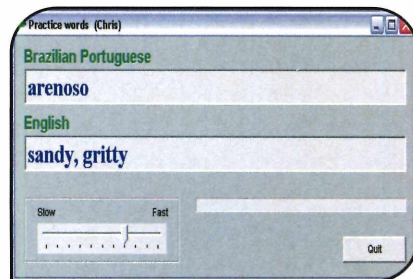 Practice words (Chris)
Brazilian Portuguese
arenoso
English
sandy, gritty
Slow Fast
Quit